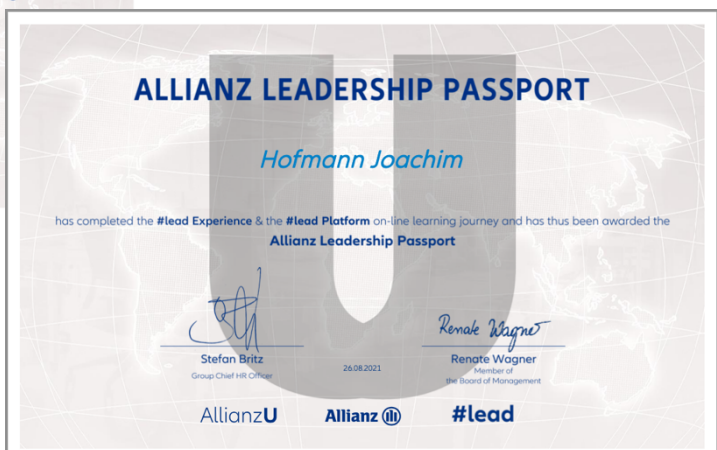 ALLIANZ LEADERSHIP PASSPORT
Hofmann Joachim
has completed the #lead Experience & the #lead Platform on-line learning journey and has thus been awarded the
Allianz Leadership Passport
Renate Wagner
Stefan Britz
Group Chief HR Officer
26.08.2021
Renate Wagner
Member of
the Board of Management
AllianzU
Allianz
#lead